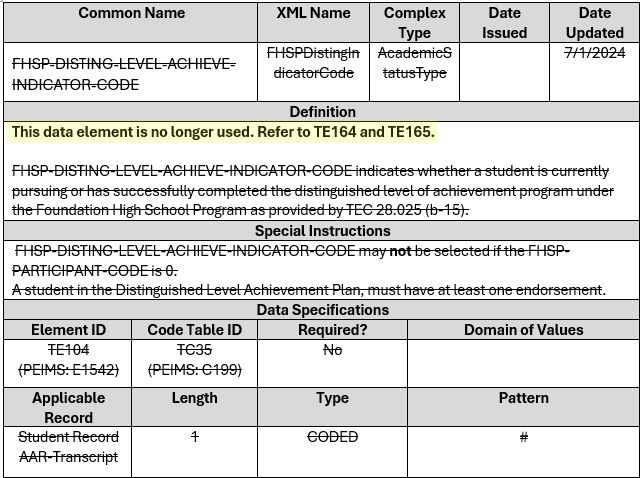 Common Name XML Name Complex Type Date Issued Date Updated
FHSP-DISTING-LEVEL-ACHIEVE-
INDICATOR-CODE
FHSPDistingIn
dicatorCode
AcademicS
tatusType
7/1/2024
Definition
This data element is no longer used. Refer to TE164 and TE165.
FHSP-DISTING-LEVEL-ACHIEVE-INDICATOR-CODE indicates whether a student is currently
pursuing or has successfully completed the distinguished level of achievement program under
the Foundation High School Program as provided by TEC 28.025 (b-15).
Special Instructions
FHSP-DISTING-LEVEL-ACHIEVE-INDICATOR-CODE may not be selected if the FHSP-
PARTICIPANT-CODE is 0.
A student in the Distinguished Level Achievement Plan, must have at least one endorsement.
Data Specifications
Element ID Code Table ID Required? Domain of Values
TE104 TC35 No
(PEIMS: E1542) (PEIMS: C199)
Applicable
Record
Length Type Pattern
Student Record 1 CODED #
AAR-Transcript